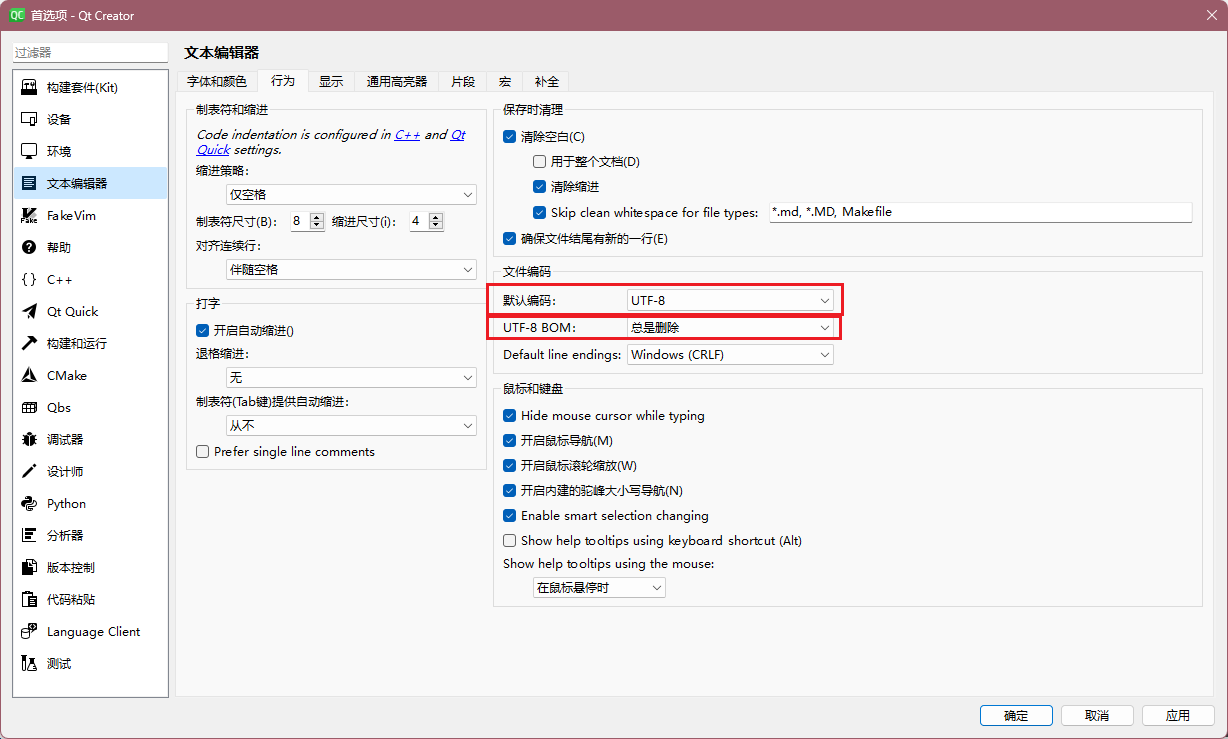 QC 首选项 - Qt Creator
过滤器
构建套件(Kit)
设备
环境
文本编辑器
FakeVim
帮助
C++
Qt Quick
构建和运行
CMake
Qbs
调试器
设计师
Python
分析器
版本控制
代码粘贴
Language Client
测试
文本编辑器
字体和颜色 行为 显示 通用高亮器 片段 宏 补全
制表符和缩进
Code indentation is configured in C++ and Qt
Quick settings.
缩进策略:
仅空格
制表符尺寸(B): 8 缩进尺寸(i): 4
对齐连续行:
伴随空格
打字
开启自动缩进()
退格缩进:
无
制表符(Tab键)提供自动缩进:
从不
Prefer single line comments
保存时清理
清除空白(C)
用于整个文档(D)
清除缩进
Skip clean whitespace for file types: *.md, *.MD, Makefile
确保文件结尾有新的一行(E)
文件编码
默认编码: UTF-8
UTF-8 BOM: 总是删除
Default line endings: Windows (CRLF)
鼠标和键盘
Hide mouse cursor while typing
开启鼠标导航(M)
开启鼠标滚轮缩放(W)
开启内建的驼峰大小写导航(N)
Enable smart selection changing
Show help tooltips using keyboard shortcut (Alt)
Show help tooltips using the mouse:
在鼠标悬停时
确定 取消 应用